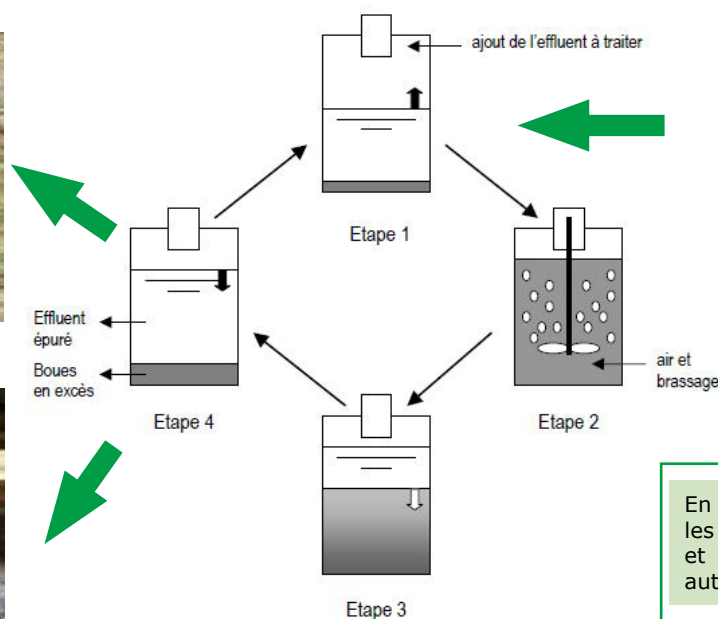 ajout de l'effluent à traiter
Etape 1
Effluent
épuré
Boues
en excès
Etape 4
air et
brassage
Etape 2
Etape 3
En
les
et
aut